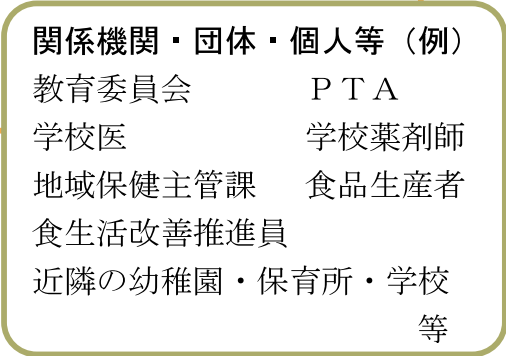 関係機関・団体・個人等（例）
教育委員会　　　　ＰＴＡ
学校医　　　　　　学校薬剤師
地域保健主管課　　食品生産者
食生活改善推進員
近隣の幼稚園・保育所・学校
等